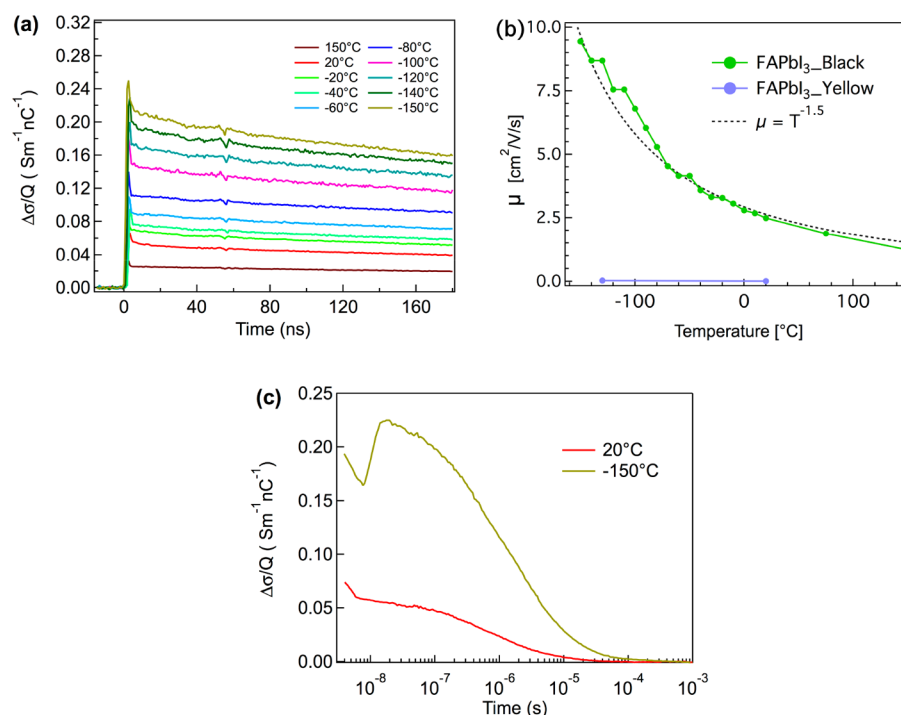 (a)
0.32
0.28
0.24
0.20
0.16
0.12
0.08
0.04
0.00
Δσ/Q ( Sm⁻¹nC⁻¹)
150°C
20°C
-20°C
-40°C
-60°C
-80°C
-100°C
-120°C
-140°C
-150°C
0 40 80 120 160
Time (ns)
(b)
10.0
7.5
5.0
2.5
0.0
μ [cm²/V/s]
FAPbI₃_Black
FAPbI₃_Yellow
μ = T⁻¹·⁵
-100 0 100
Temperature [°C]
(c)
0.25
0.20
0.15
0.10
0.05
0.00
Δσ/Q ( Sm⁻¹nC⁻¹)
20°C
-150°C
10⁻⁸ 10⁻⁷ 10⁻⁶ 10⁻⁵ 10⁻⁴ 10⁻³
Time (s)